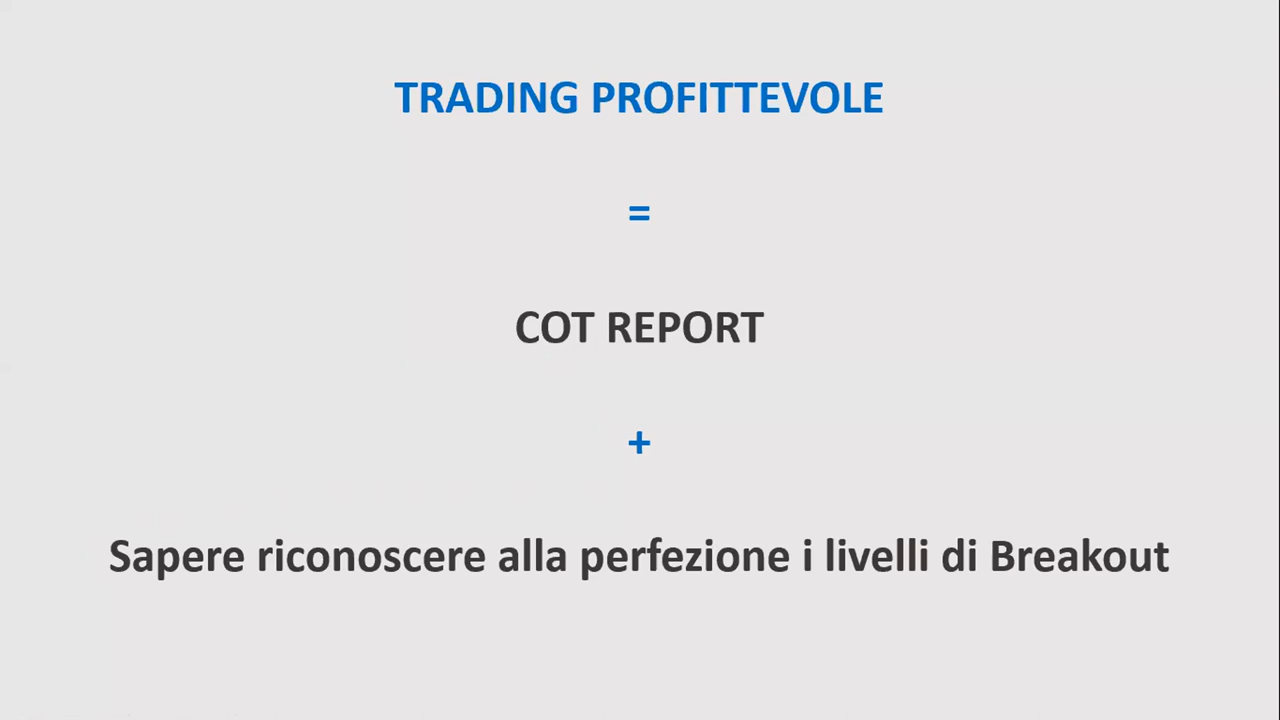 TRADING PROFITTEVOLE
=
COT REPORT
+
Sapere riconoscere alla perfezione i livelli di Breakout